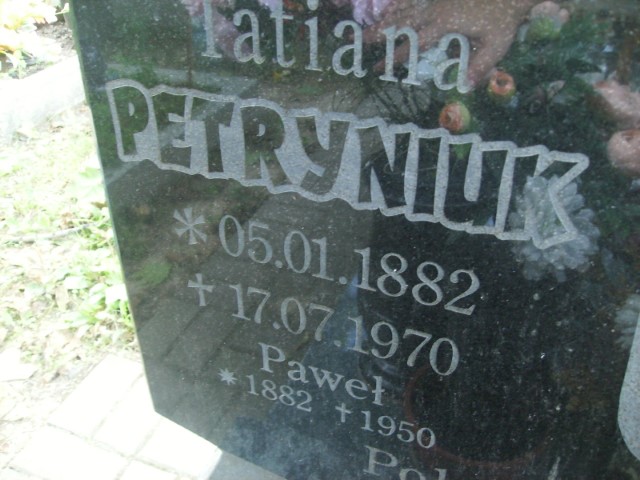 Tatiana
PETRYNIUK
* 05.01.1882
† 17.07.1970
Paweł
* 1882 † 1950